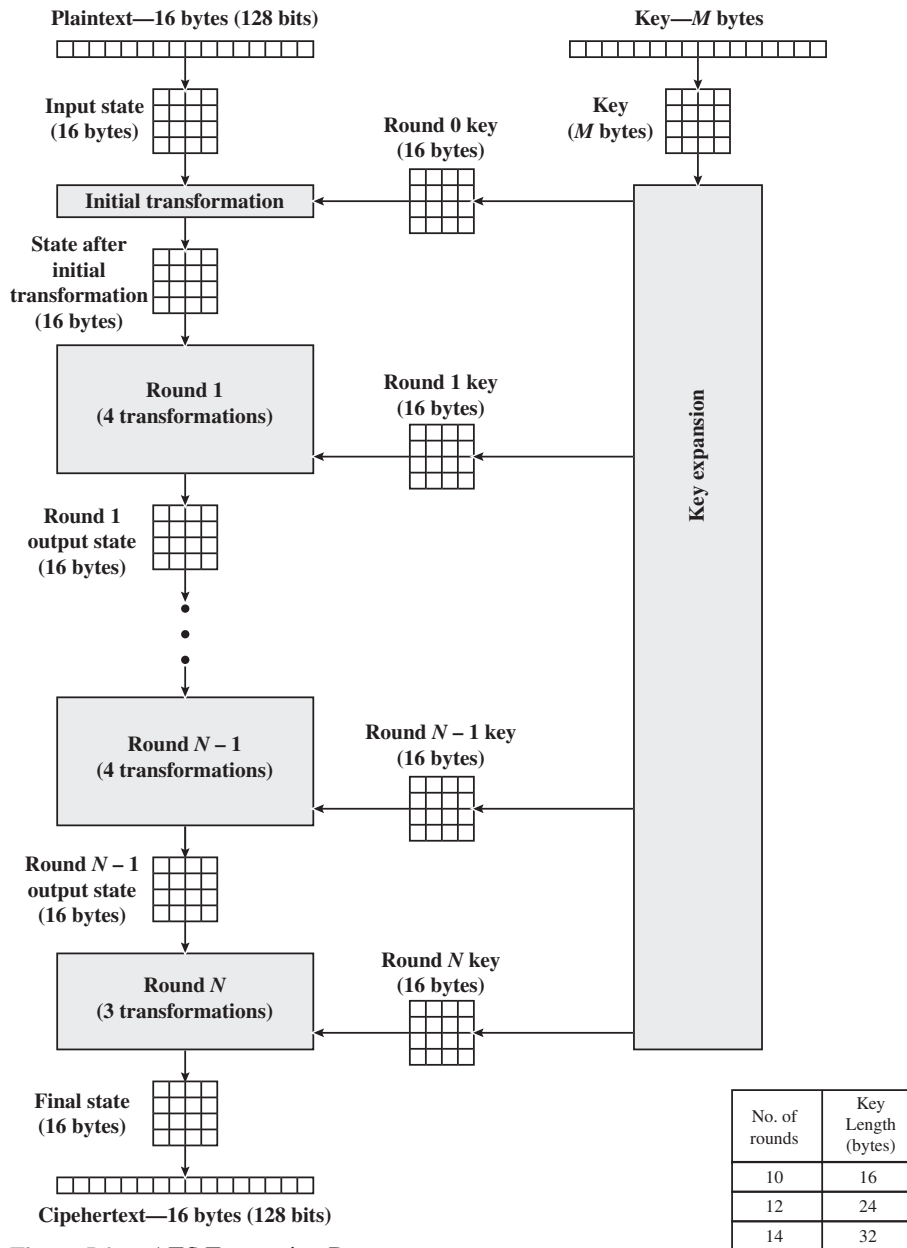 Plaintext—16 bytes (128 bits)
Key—M bytes
Input state
(16 bytes)
Key
(M bytes)
Round 0 key
(16 bytes)
Initial transformation
State after
initial
transformation
(16 bytes)
Round 1
(4 transformations)
Round 1 key
(16 bytes)
Key expansion
Round 1
output state
(16 bytes)
Round N – 1
(4 transformations)
Round N – 1 key
(16 bytes)
Round N – 1
output state
(16 bytes)
Round N
(3 transformations)
Round N key
(16 bytes)
Final state
(16 bytes)
Cipehertext—16 bytes (128 bits)
No. of
rounds
Key
Length
(bytes)
10 16
12 24
14 32